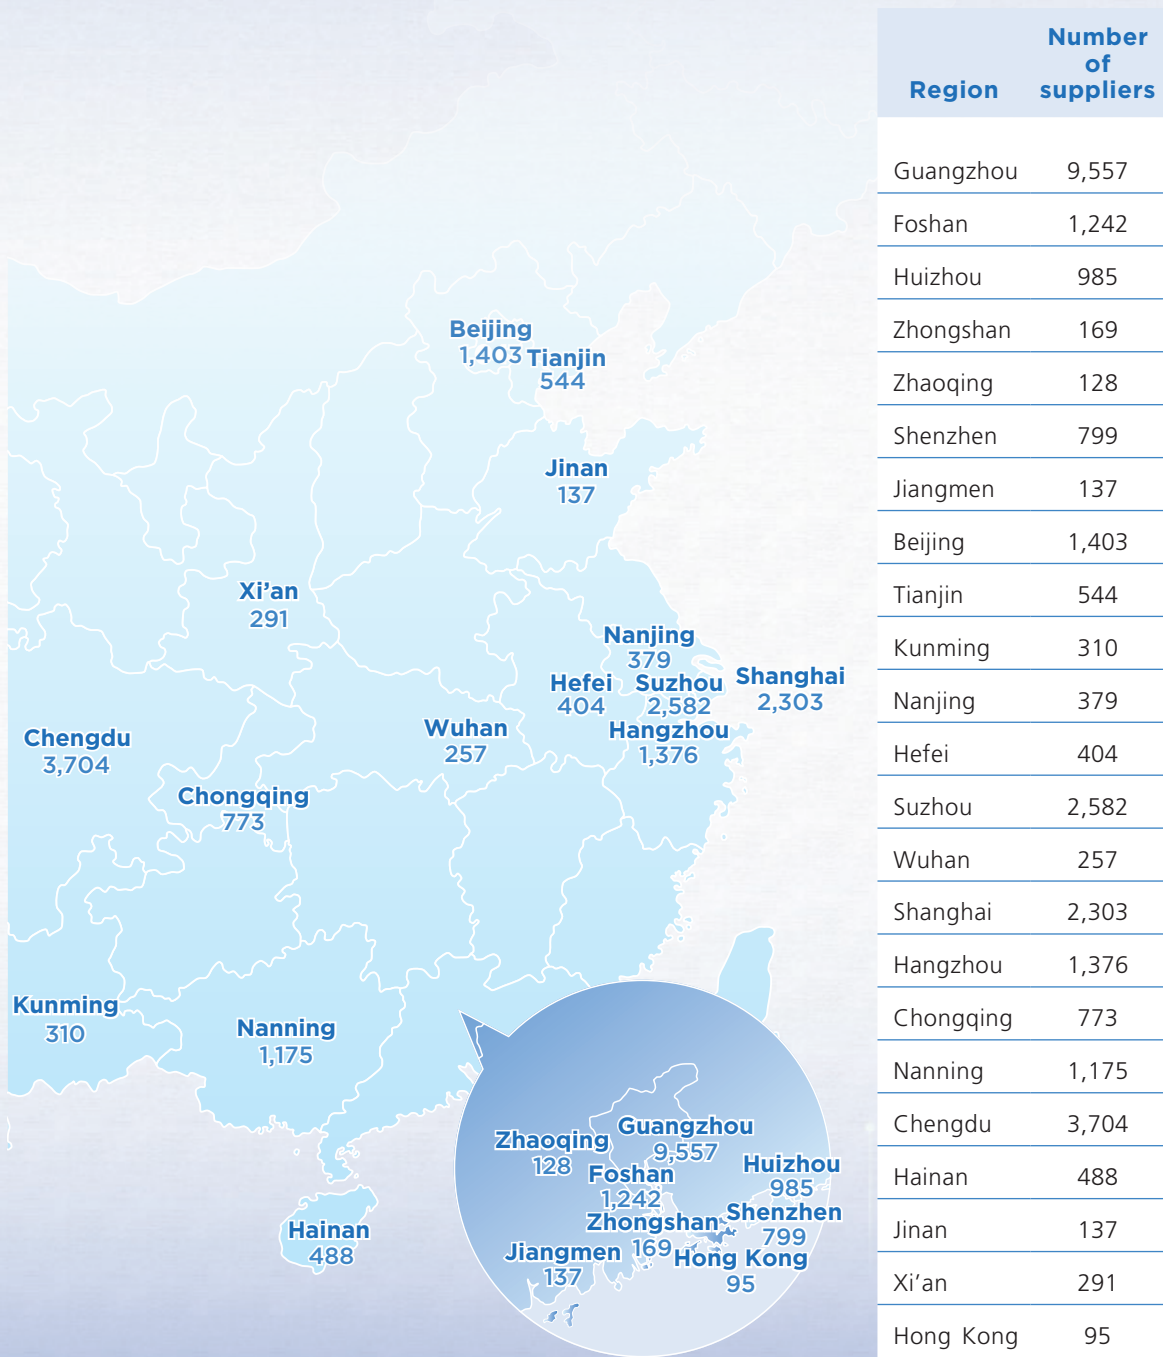 Beijing
1,403
Tianjin
544
Jinan
137
Xi’an
291
Nanjing
379
Hefei
404
Suzhou
2,582
Shanghai
2,303
Hangzhou
1,376
Wuhan
257
Chengdu
3,704
Chongqing
773
Kunming
310
Nanning
1,175
Hainan
488
Zhaoqing
128
Guangzhou
9,557
Foshan
1,242
Huizhou
985
Shenzhen
799
Zhongshan
169
Jiangmen
137
Hong Kong
95
Number
of
Region suppliers
Guangzhou 9,557
Foshan 1,242
Huizhou 985
Zhongshan 169
Zhaoqing 128
Shenzhen 799
Jiangmen 137
Beijing 1,403
Tianjin 544
Kunming 310
Nanjing 379
Hefei 404
Suzhou 2,582
Wuhan 257
Shanghai 2,303
Hangzhou 1,376
Chongqing 773
Nanning 1,175
Chengdu 3,704
Hainan 488
Jinan 137
Xi’an 291
Hong Kong 95